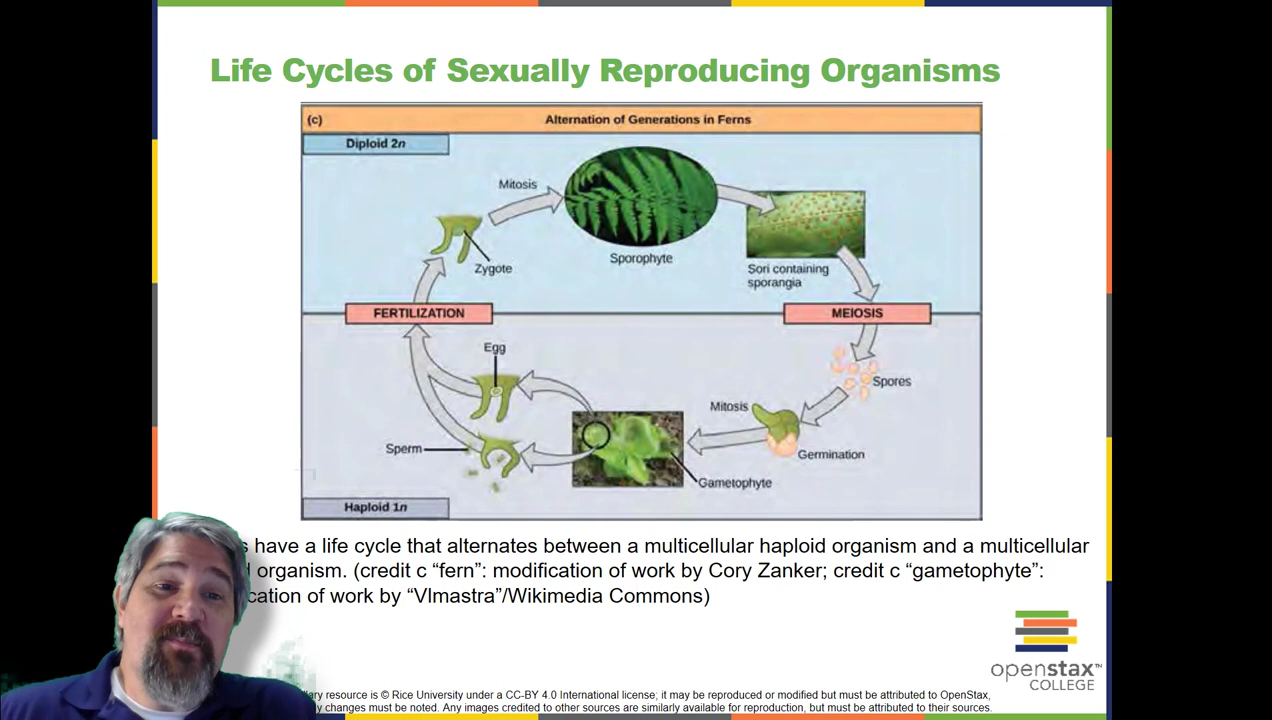 Life Cycles of Sexually Reproducing Organisms
(c)
Alternation of Generations in Ferns
Diploid 2n
Mitosis
Zygote
Sporophyte
Sori containing
sporangia
FERTILIZATION
MEIOSIS
Egg
Spores
Mitosis
Sperm
Germination
Gametophyte
Haploid 1n
have a life cycle that alternates between a multicellular haploid organism and a multicellular
organism. (credit c “fern”: modification of work by Cory Zanker; credit c “gametophyte”:
of work by “Vlmastra”/Wikimedia Commons)
openstax™
COLLEGE
resource is © Rice University under a CC-BY 4.0 International license; it may be reproduced or modified but must be attributed to OpenStax,
changes must be noted. Any images credited to other sources are similarly available for reproduction, but must be attributed to their sources.